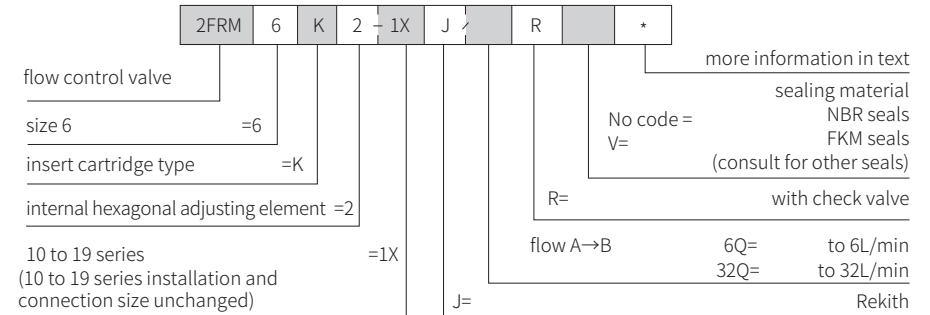 2FRM 6 K 2 - 1X J / R *
more information in text
flow control valve
sealing material
No code = NBR seals
V= FKM seals
(consult for other seals)
size 6 =6
insert cartridge type =K
R= with check valve
internal hexagonal adjusting element =2
flow A→B 6Q= to 6L/min
32Q= to 32L/min
10 to 19 series =1X
(10 to 19 series installation and
connection size unchanged)
J= Rekith